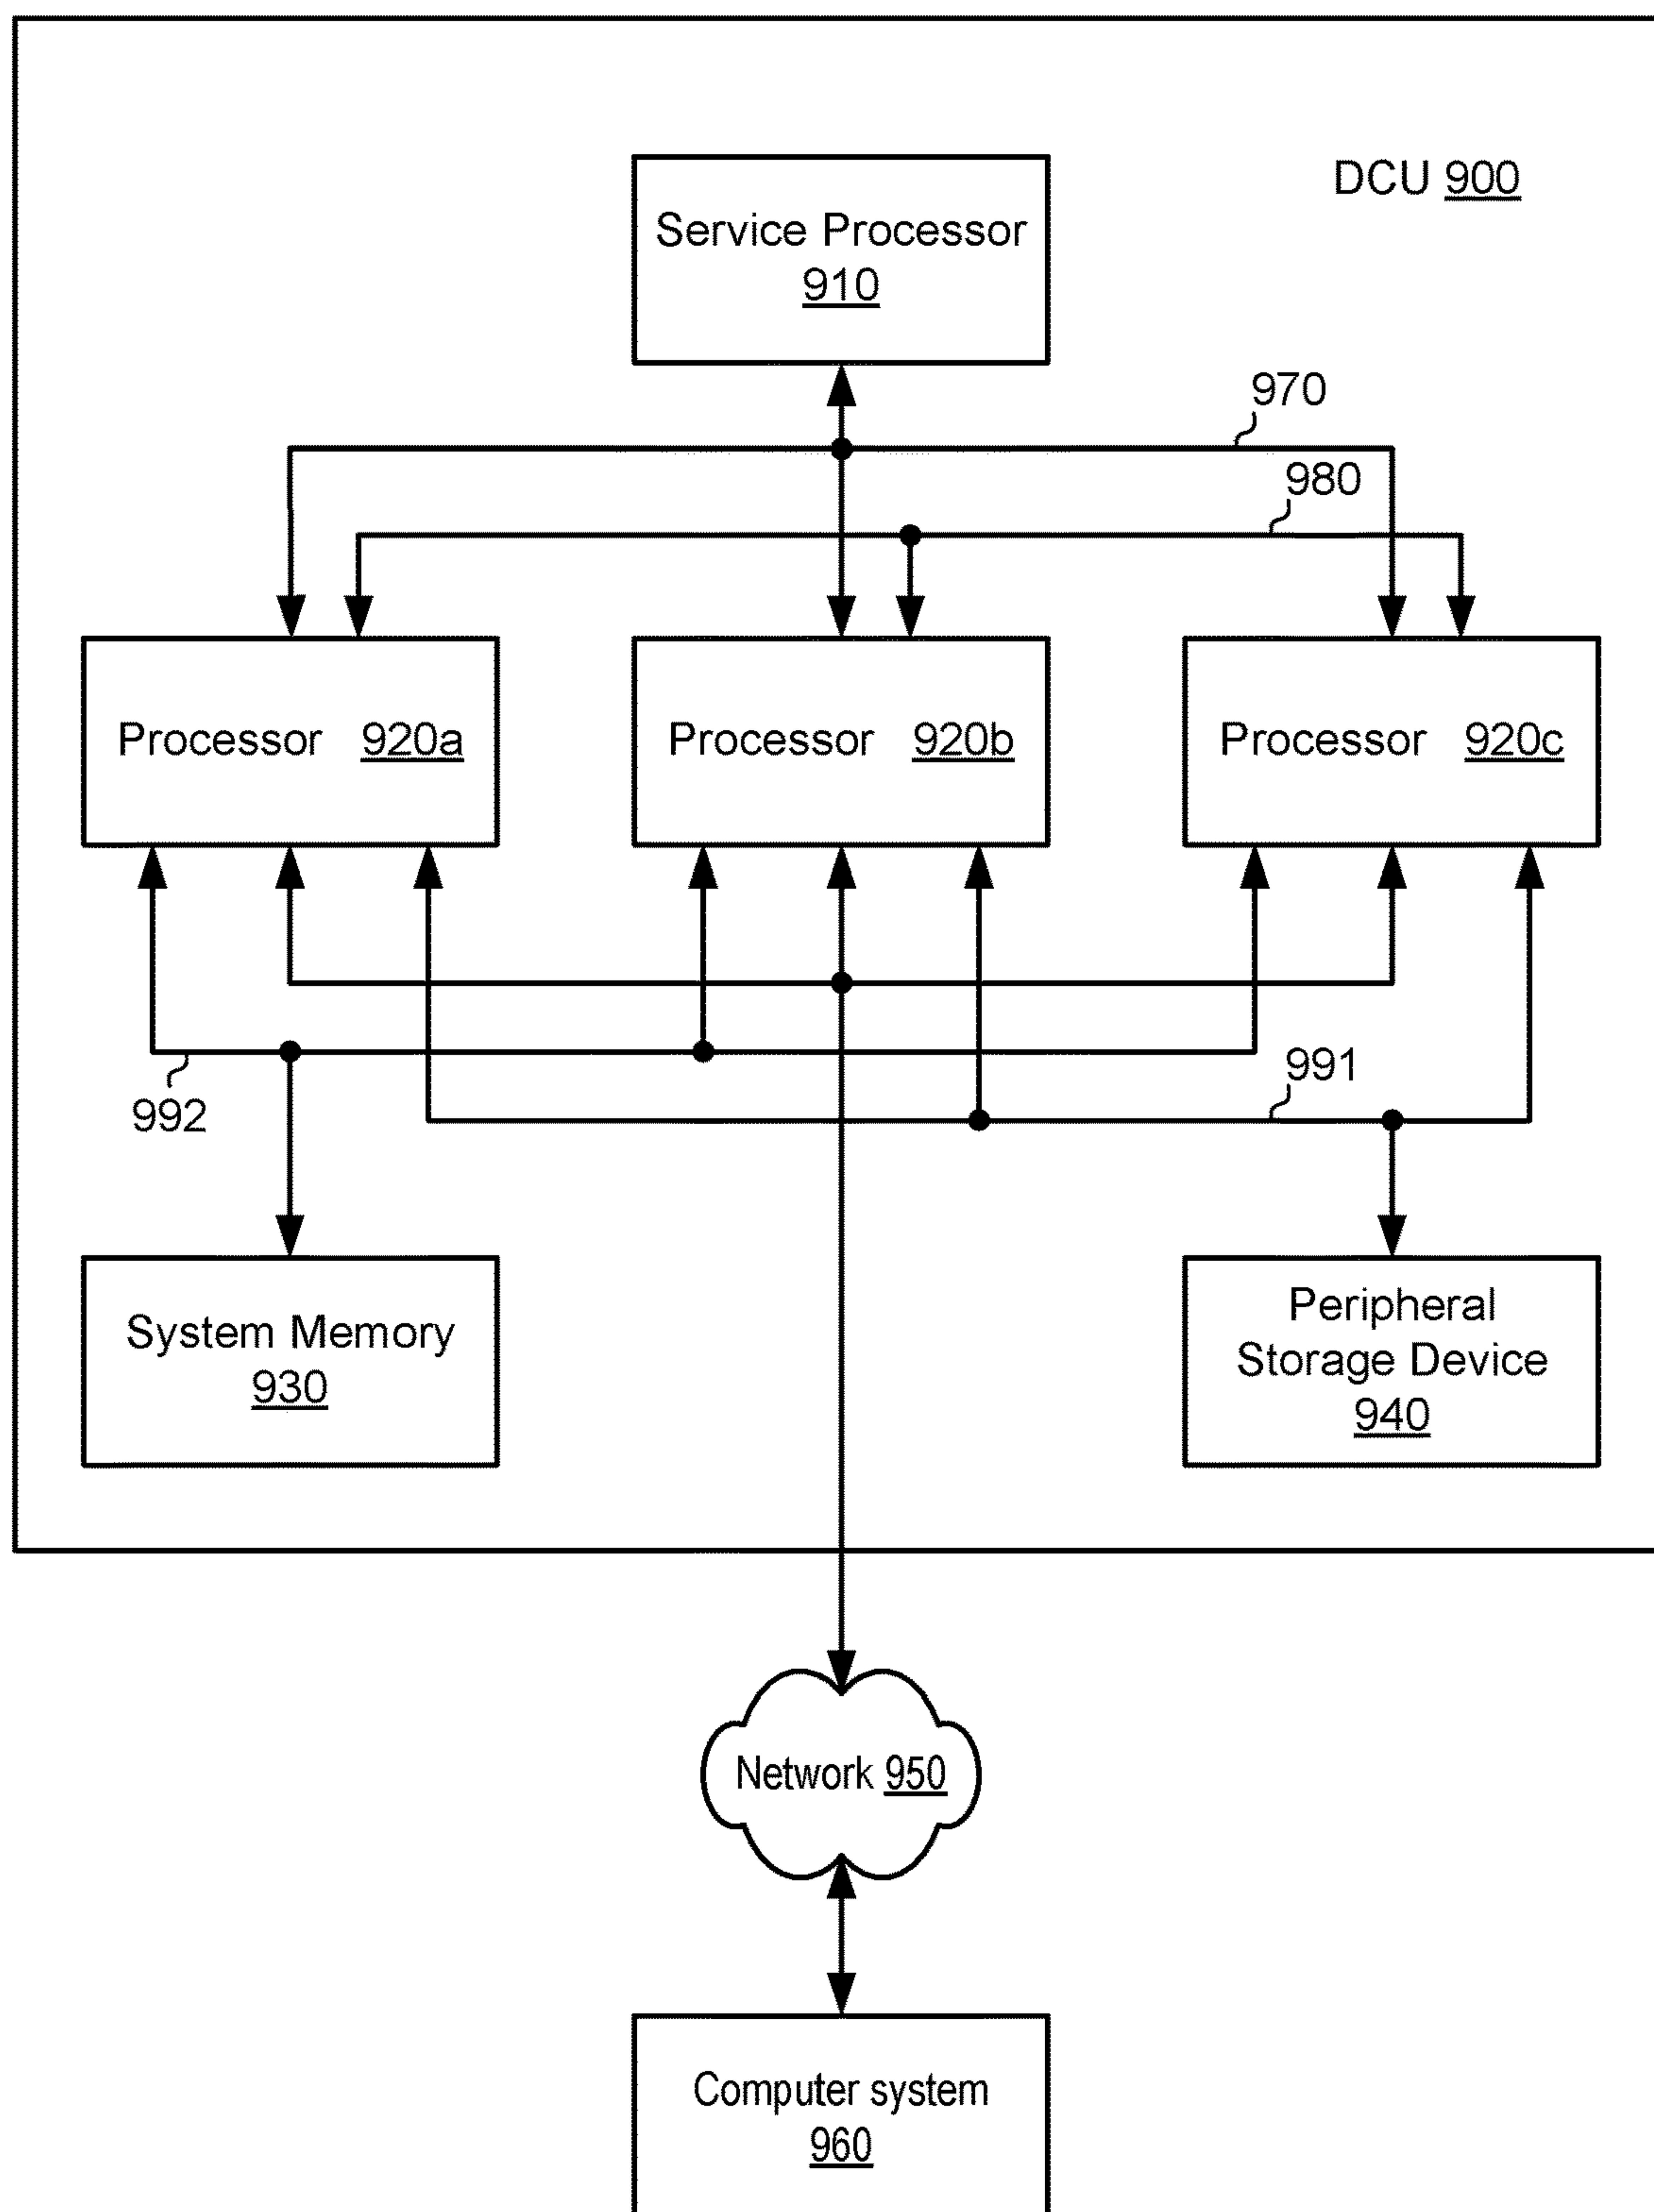 DCU 900
Service Processor
910
970
980
Processor 920a
Processor 920b
Processor 920c
992
991
System Memory
930
Peripheral
Storage Device
940
Network 950
Computer system
960